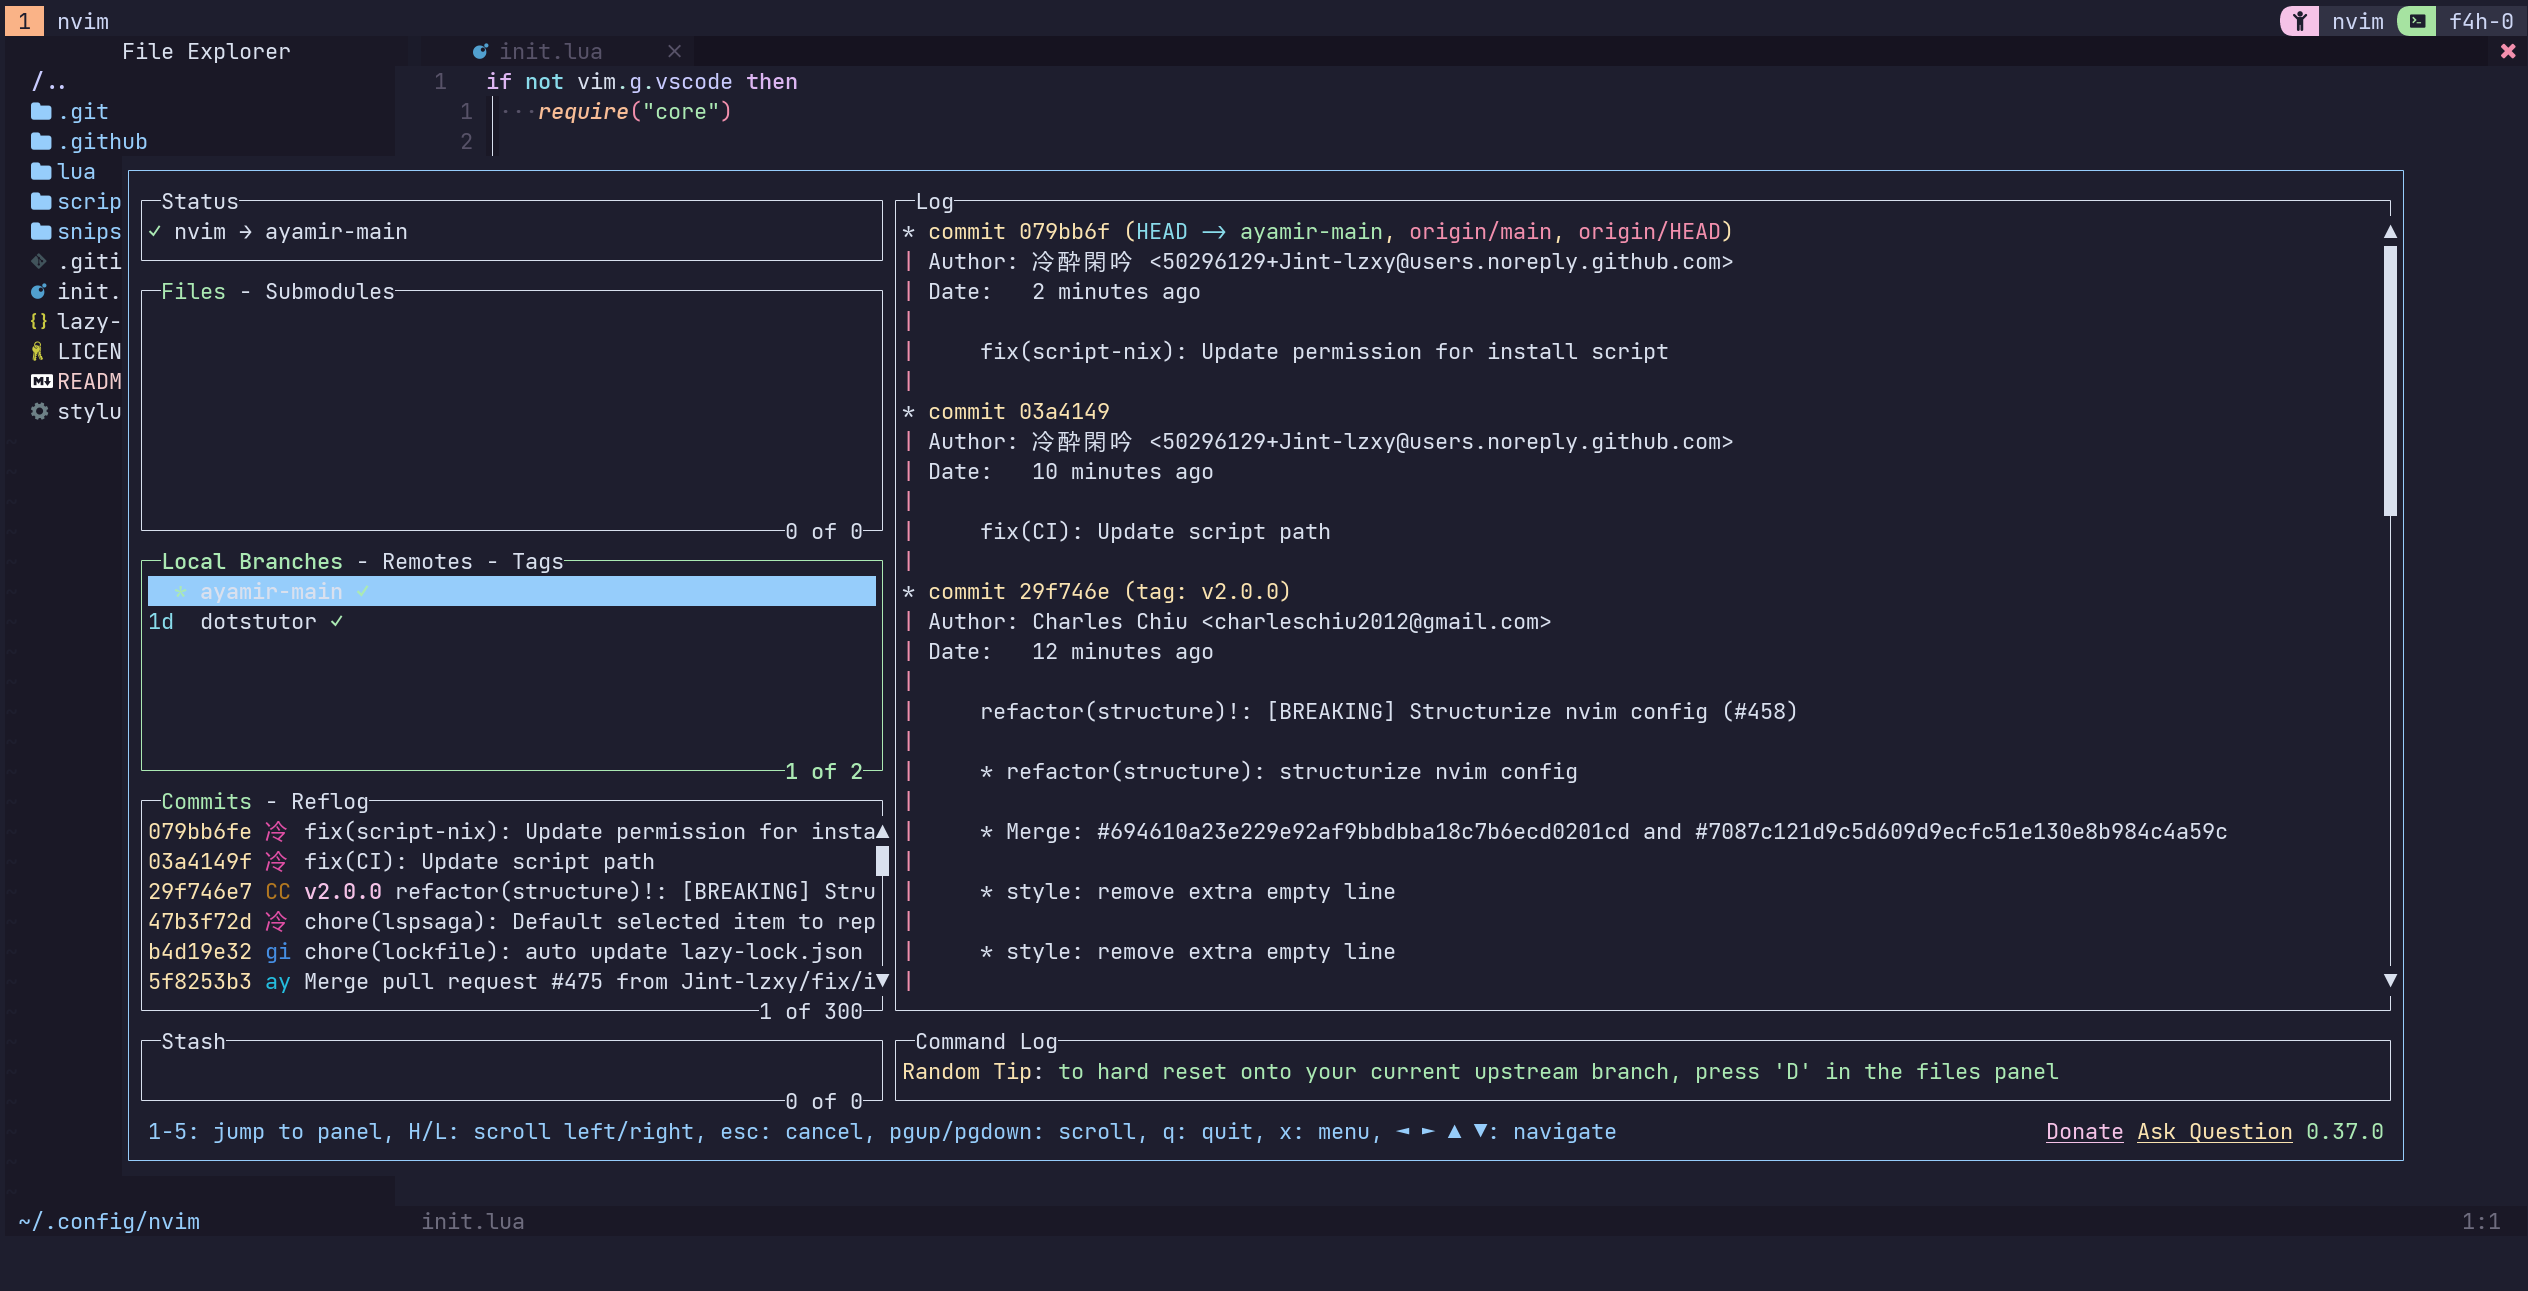 1 nvim
nvim f4h-0
File Explorer
init.lua ×
/..
1 if not vim.g.vscode then
.git
1 ···require("core")
.github
2
lua
scrip
snips
.giti
init.
lazy-
LICEN
READM
stylu
Status
✓ nvim → ayamir-main
Files - Submodules
0 of 0
Local Branches - Remotes - Tags
* ayamir-main ✓
1d dotstutor ✓
1 of 2
Commits - Reflog
079bb6fe 冷 fix(script-nix): Update permission for insta
03a4149f 冷 fix(CI): Update script path
29f746e7 CC v2.0.0 refactor(structure)!: [BREAKING] Stru
47b3f72d 冷 chore(lspsaga): Default selected item to rep
b4d19e32 gi chore(lockfile): auto update lazy-lock.json
5f8253b3 ay Merge pull request #475 from Jint-lzxy/fix/i
1 of 300
Stash
0 of 0
Log
* commit 079bb6f (HEAD -> ayamir-main, origin/main, origin/HEAD)
| Author: 冷酔閑吟 <50296129+Jint-lzxy@users.noreply.github.com>
| Date:   2 minutes ago
|
|     fix(script-nix): Update permission for install script
|
* commit 03a4149
| Author: 冷酔閑吟 <50296129+Jint-lzxy@users.noreply.github.com>
| Date:   10 minutes ago
|
|     fix(CI): Update script path
|
* commit 29f746e (tag: v2.0.0)
| Author: Charles Chiu <charleschiu2012@gmail.com>
| Date:   12 minutes ago
|
|     refactor(structure)!: [BREAKING] Structurize nvim config (#458)
|
|     * refactor(structure): structurize nvim config
|
|     * Merge: #694610a23e229e92af9bbdbba18c7b6ecd0201cd and #7087c121d9c5d609d9ecfc51e130e8b984c4a59c
|
|     * style: remove extra empty line
|
|     * style: remove extra empty line
|
Command Log
Random Tip: to hard reset onto your current upstream branch, press 'D' in the files panel
1-5: jump to panel, H/L: scroll left/right, esc: cancel, pgup/pgdown: scroll, q: quit, x: menu, ◄ ► ▲ ▼: navigate
Donate Ask Question 0.37.0
~/.config/nvim init.lua 1:1